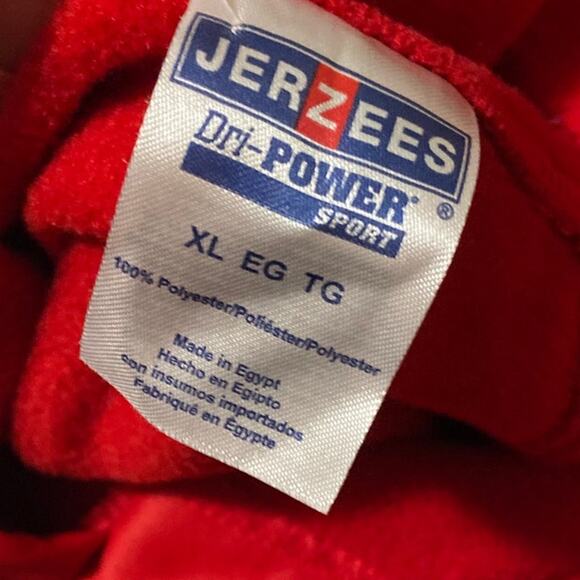 JERZEES
Dri-POWER®
SPORT
XL EG TG
100% Polyester/Poliéster/Polyester
Made in Egypt
Hecho en Egipto
con insumos importados
Fabriqué en Égypte